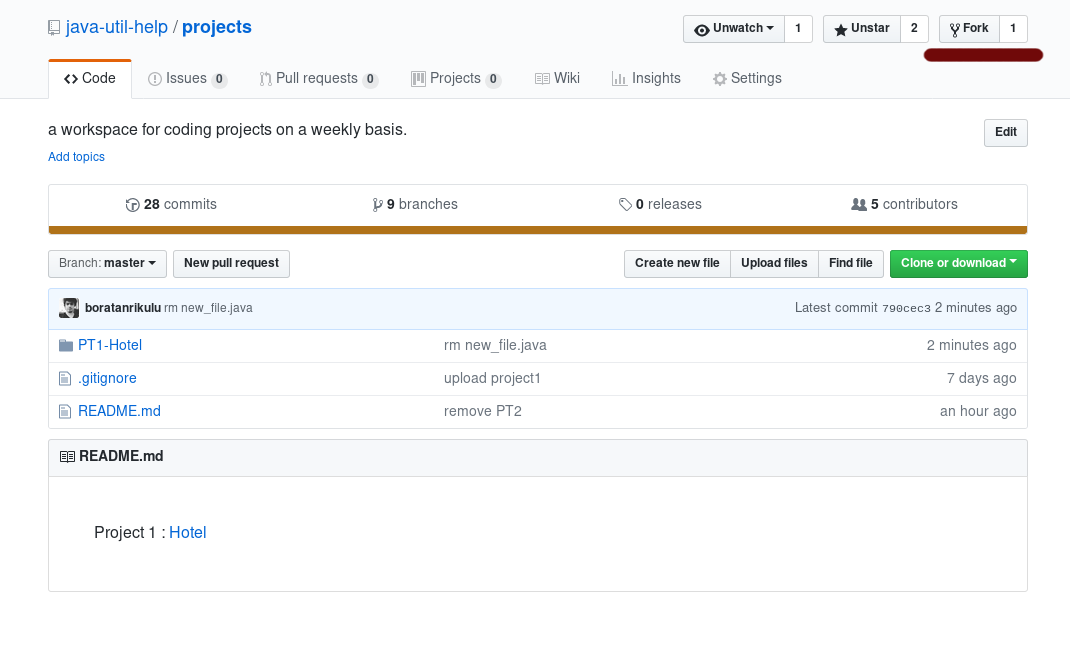 java-util-help / projects
Unwatch 1 Unstar 2 Fork 1
Code Issues 0 Pull requests 0 Projects 0 Wiki Insights Settings
a workspace for coding projects on a weekly basis. Edit
Add topics
28 commits 9 branches 0 releases 5 contributors
Branch: master New pull request Create new file Upload files Find file Clone or download
boratanrikulu rm new_file.java Latest commit 790cec3 2 minutes ago
PT1-Hotel rm new_file.java 2 minutes ago
.gitignore upload project1 7 days ago
README.md remove PT2 an hour ago
README.md
Project 1 : Hotel